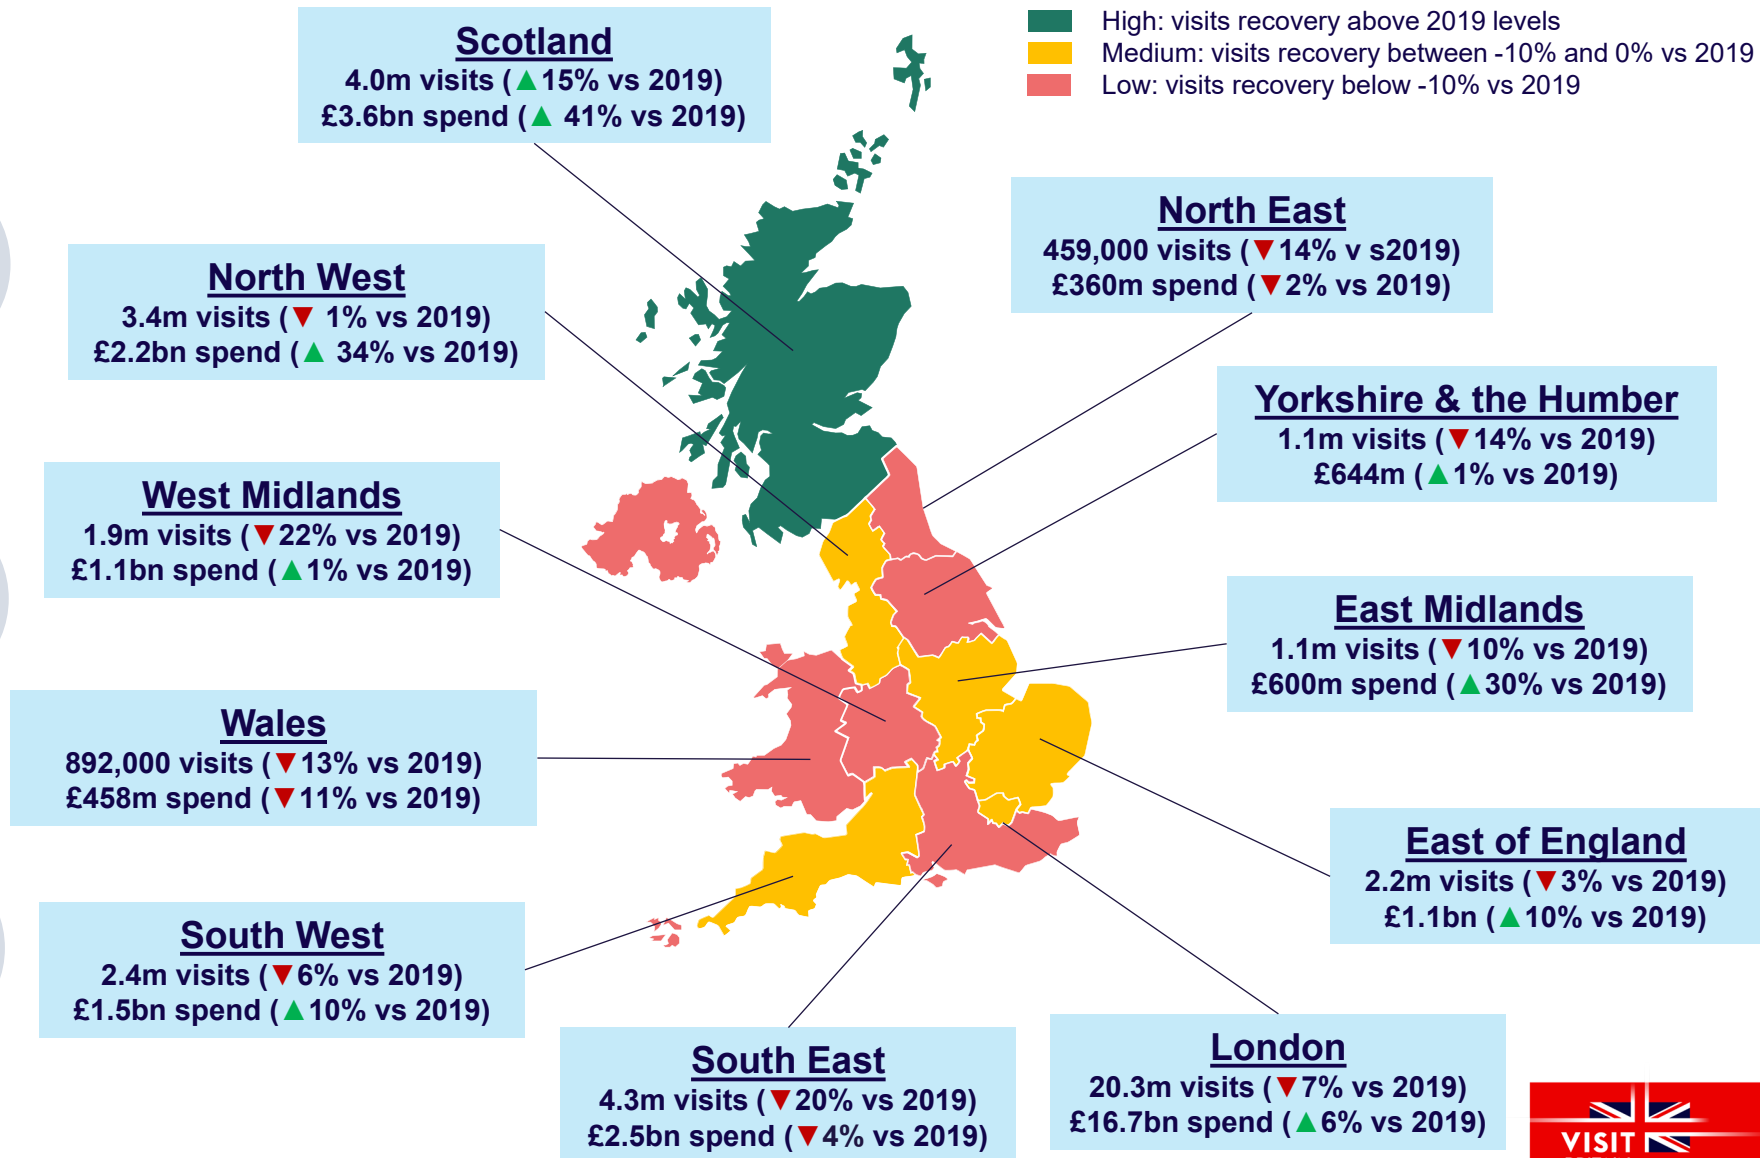 High: visits recovery above 2019 levels
Medium: visits recovery between -10% and 0% vs 2019
Low: visits recovery below -10% vs 2019
Scotland
4.0m visits (▲15% vs 2019)
£3.6bn spend (▲ 41% vs 2019)
North East
459,000 visits (▼14% v s2019)
£360m spend (▼2% vs 2019)
North West
3.4m visits (▼ 1% vs 2019)
£2.2bn spend (▲ 34% vs 2019)
Yorkshire & the Humber
1.1m visits (▼14% vs 2019)
£644m (▲1% vs 2019)
West Midlands
1.9m visits (▼22% vs 2019)
£1.1bn spend (▲1% vs 2019)
East Midlands
1.1m visits (▼10% vs 2019)
£600m spend (▲30% vs 2019)
Wales
892,000 visits (▼13% vs 2019)
£458m spend (▼11% vs 2019)
East of England
2.2m visits (▼3% vs 2019)
£1.1bn (▲10% vs 2019)
South West
2.4m visits (▼6% vs 2019)
£1.5bn spend (▲10% vs 2019)
South East
4.3m visits (▼20% vs 2019)
£2.5bn spend (▼4% vs 2019)
London
20.3m visits (▼7% vs 2019)
£16.7bn spend (▲6% vs 2019)
VISIT